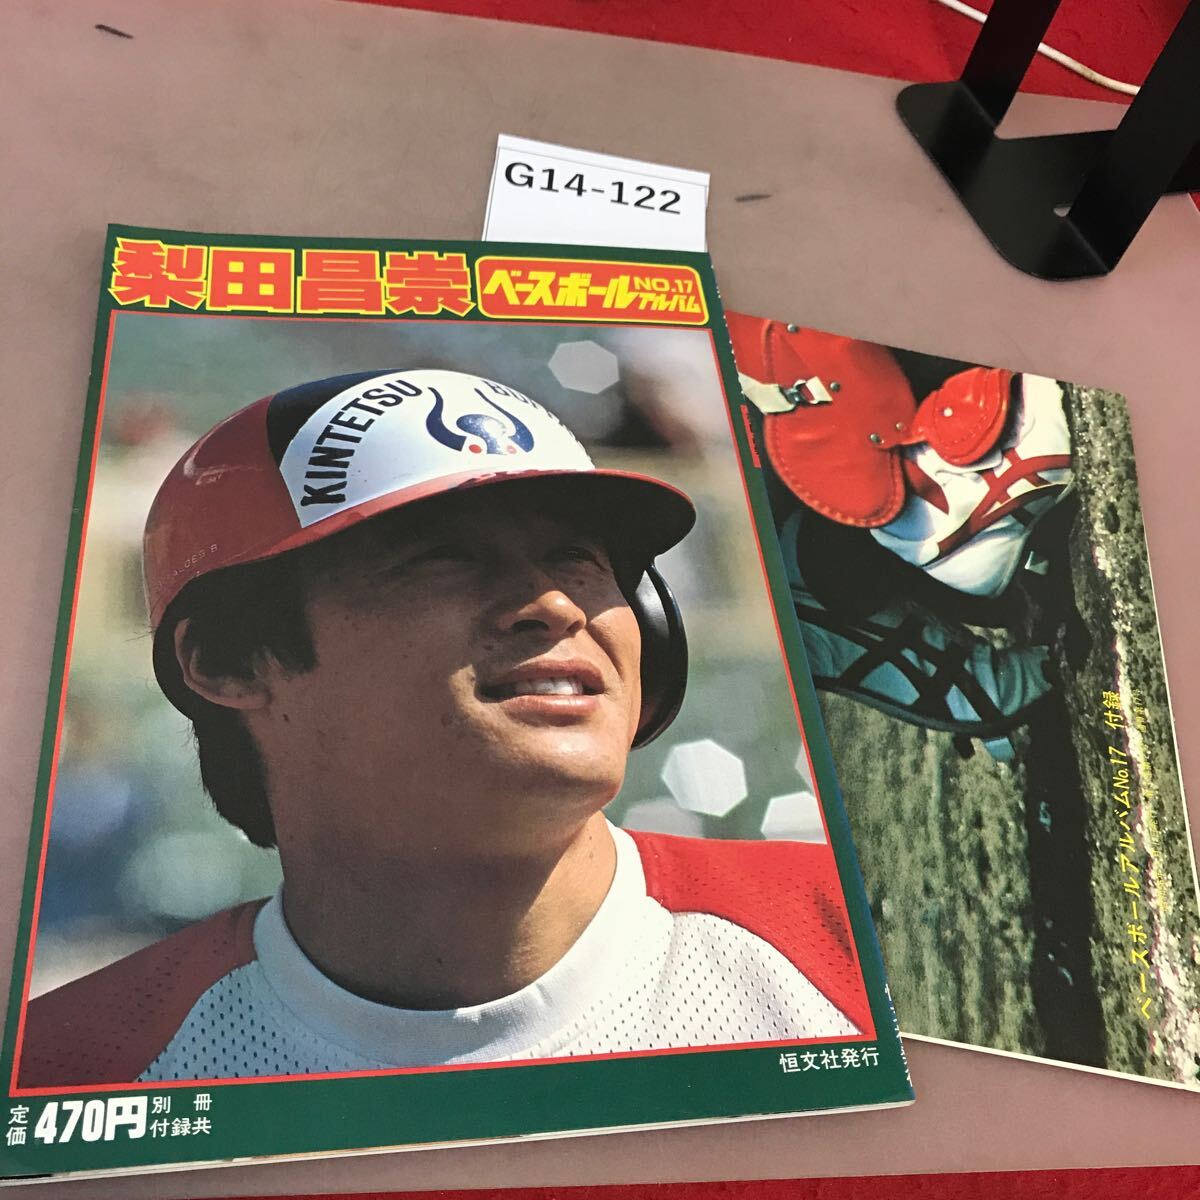 G14-122
梨田昌崇
ベースボール
NO.17
アルバム
KINTETSU
恒文社発行
定価470円
別冊付録共
ベースボールアルバムNo.17 付録